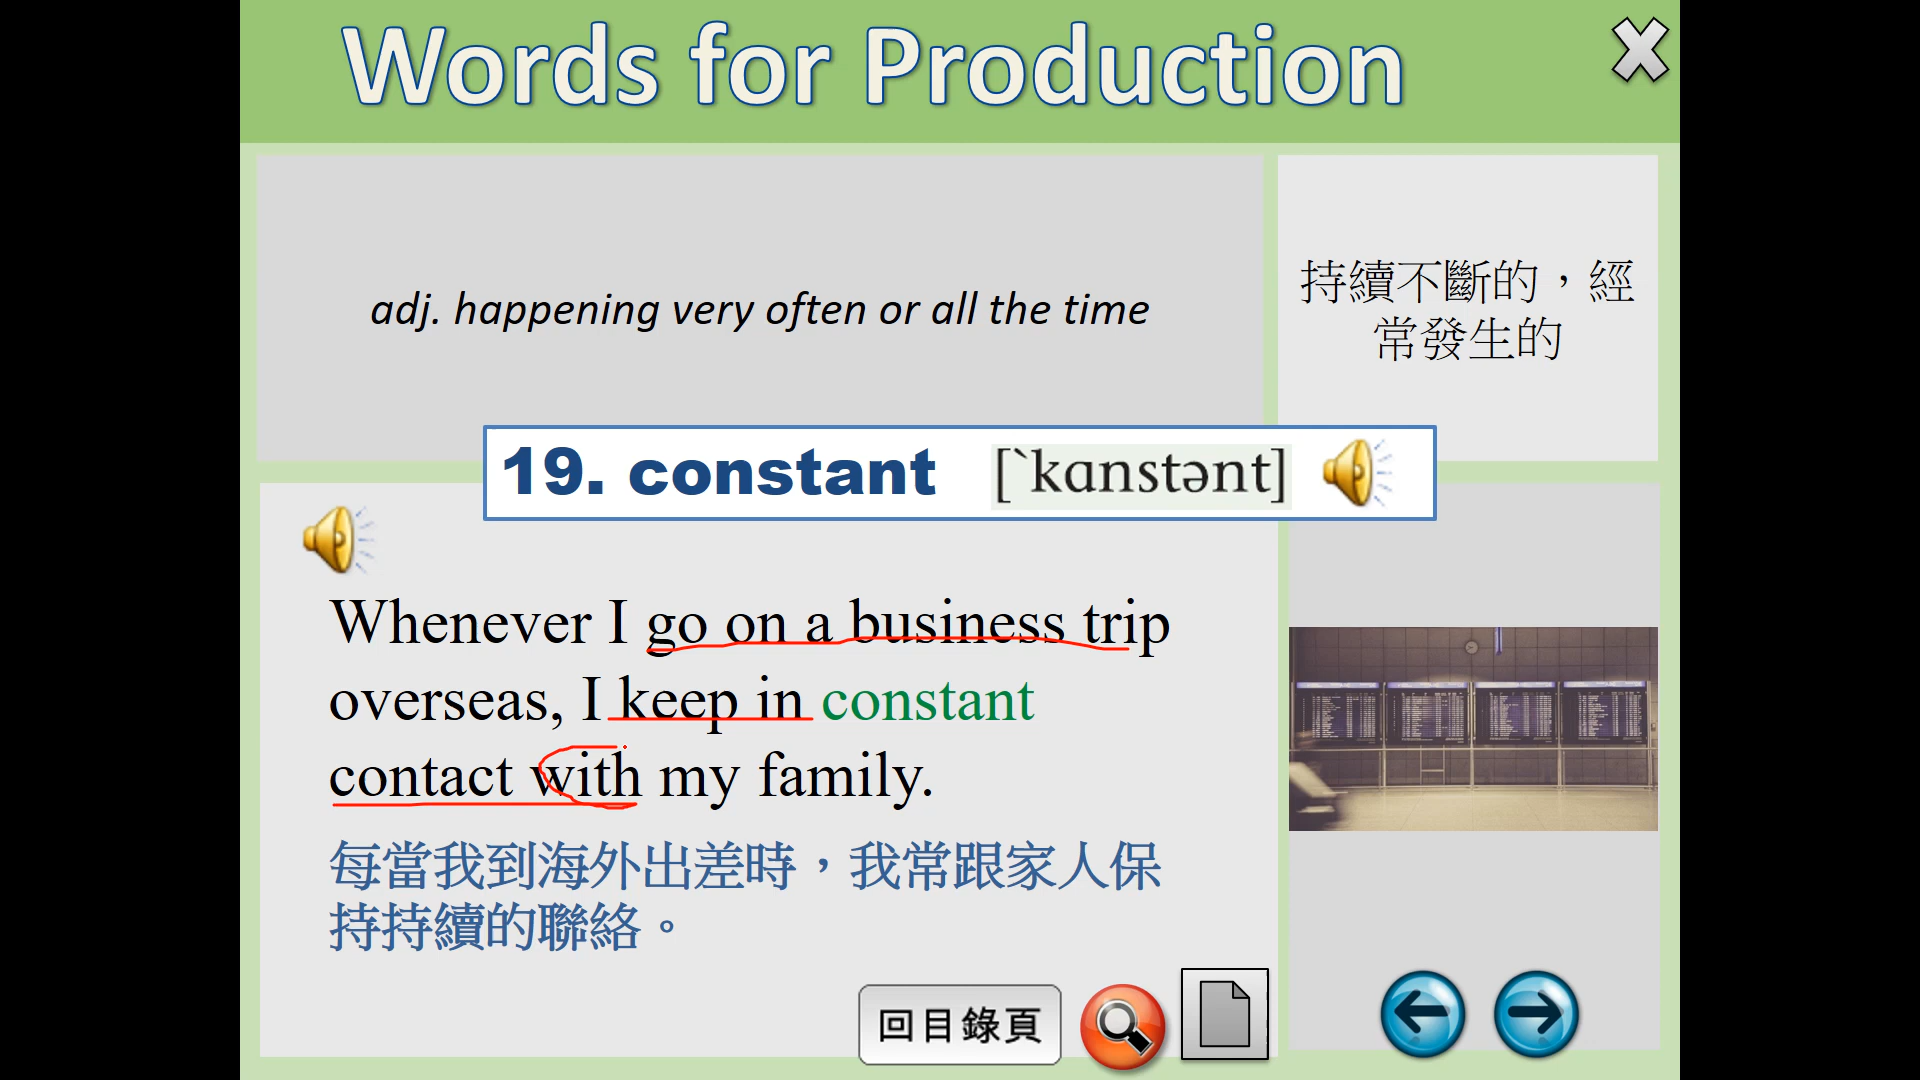 Words for Production
adj. happening very often or all the time
持續不斷的，經
常發生的
19. constant [ˋkɑnstənt]
Whenever I go on a business trip
overseas, I keep in constant
contact with my family.
每當我到海外出差時，我常跟家人保
持持續的聯絡。
回目錄頁